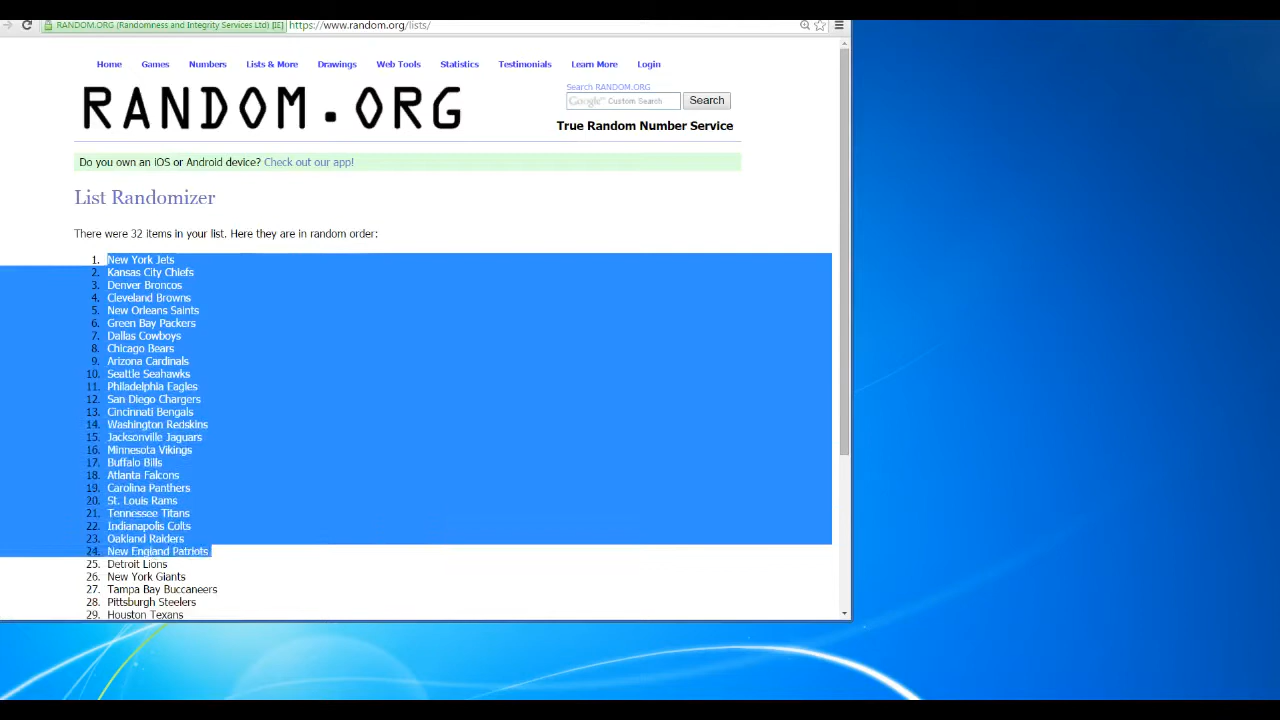 RANDOM.ORG (Randomness and Integrity Services Ltd) [IE] https://www.random.org/lists/
Home Games Numbers Lists & More Drawings Web Tools Statistics Testimonials Learn More Login
RANDOM.ORG
Search RANDOM.ORG
Google™ Custom Search Search
True Random Number Service
Do you own an iOS or Android device? Check out our app!
List Randomizer
There were 32 items in your list. Here they are in random order:
1. New York Jets
2. Kansas City Chiefs
3. Denver Broncos
4. Cleveland Browns
5. New Orleans Saints
6. Green Bay Packers
7. Dallas Cowboys
8. Chicago Bears
9. Arizona Cardinals
10. Seattle Seahawks
11. Philadelphia Eagles
12. San Diego Chargers
13. Cincinnati Bengals
14. Washington Redskins
15. Jacksonville Jaguars
16. Minnesota Vikings
17. Buffalo Bills
18. Atlanta Falcons
19. Carolina Panthers
20. St. Louis Rams
21. Tennessee Titans
22. Indianapolis Colts
23. Oakland Raiders
24. New England Patriots
25. Detroit Lions
26. New York Giants
27. Tampa Bay Buccaneers
28. Pittsburgh Steelers
29. Houston Texans